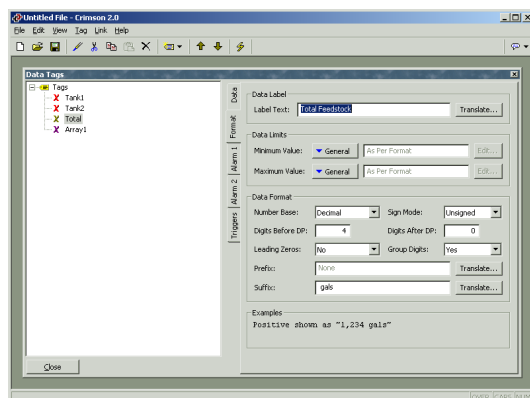 Untitled File - Crimson 2.0
File Edit View Tag Link Help
Data Tags
Tags
Tank1
Tank2
Total
Array1
Data
Format
Alarm 1
Alarm 2
Triggers
Data Label
Label Text: Total Feedstock Translate...
Data Limits
Minimum Value: General As Per Format Edit...
Maximum Value: General As Per Format Edit...
Data Format
Number Base: Decimal Sign Mode: Unsigned
Digits Before DP: 4 Digits After DP: 0
Leading Zeros: No Group Digits: Yes
Prefix: None Translate...
Suffix: gals Translate...
Examples
Positive shown as "1,234 gals"
Close
OVER CAPS NUM